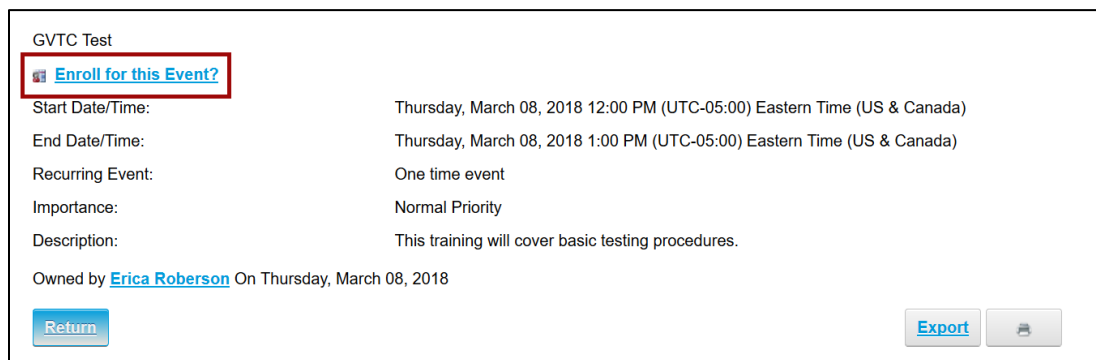 GVTC Test
Enroll for this Event?
Start Date/Time: Thursday, March 08, 2018 12:00 PM (UTC-05:00) Eastern Time (US & Canada)
End Date/Time: Thursday, March 08, 2018 1:00 PM (UTC-05:00) Eastern Time (US & Canada)
Recurring Event: One time event
Importance: Normal Priority
Description: This training will cover basic testing procedures.
Owned by Erica Roberson On Thursday, March 08, 2018
Return Export